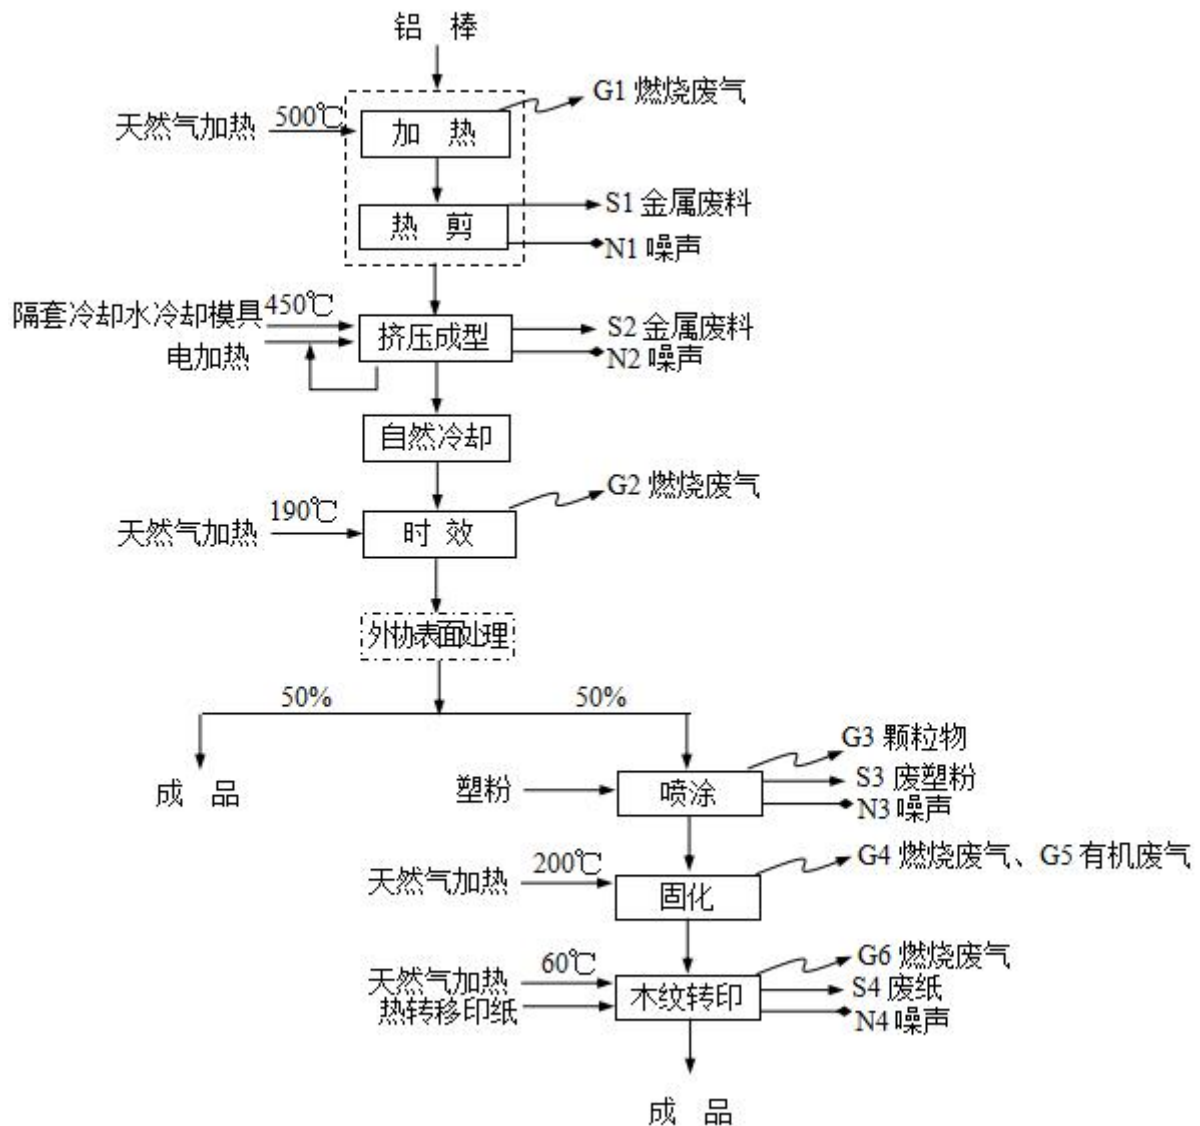 铝 棒
G1 燃烧废气
天然气加热
500℃
加 热
S1 金属废料
热 剪
N1 噪声
隔套冷却水冷却模具
450℃
挤压成型
S2 金属废料
电加热
N2 噪声
自然冷却
G2 燃烧废气
天然气加热
190℃
时 效
外协表面处理
50%
50%
成 品
G3 颗粒物
塑粉
喷涂
S3 废塑粉
N3 噪声
G4 燃烧废气、G5 有机废气
天然气加热
200℃
固化
G6 燃烧废气
天然气加热
60℃
木纹转印
S4 废纸
热转移印纸
N4 噪声
成 品